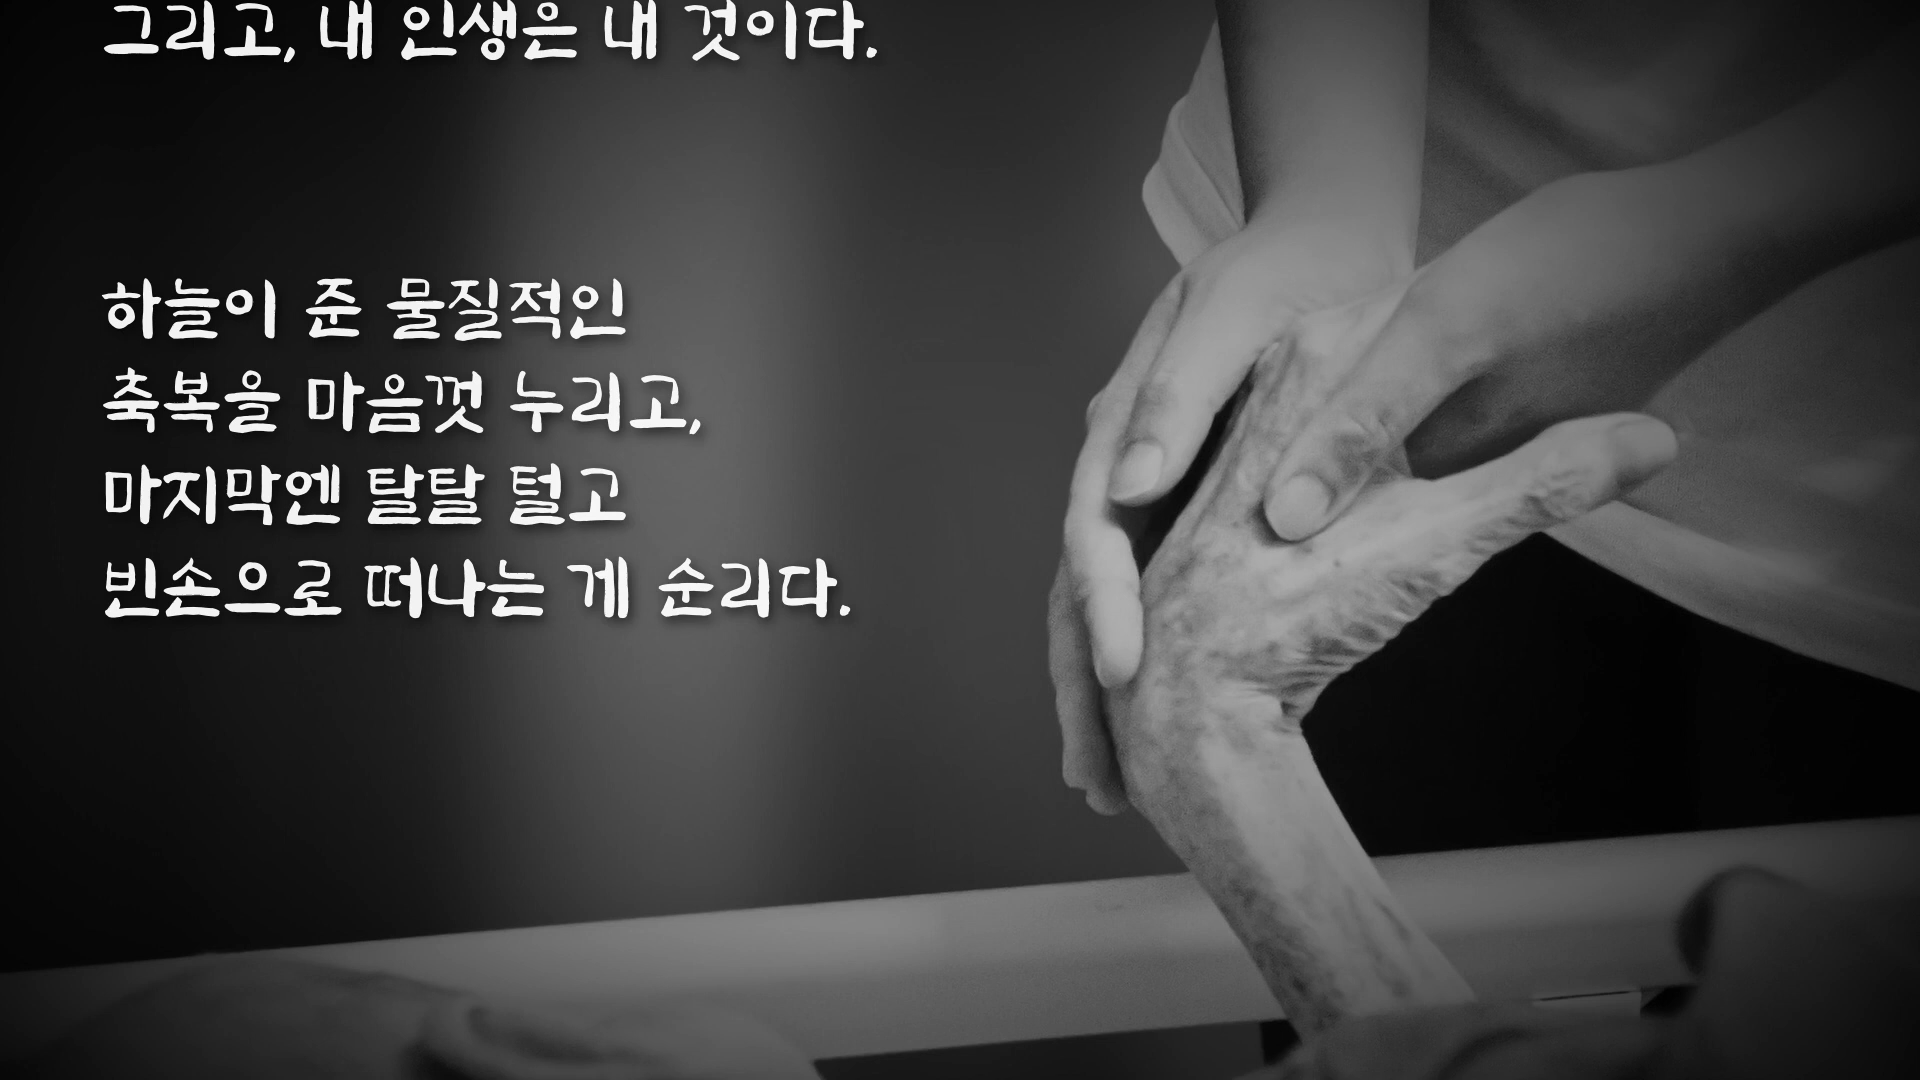 그리고, 내 인생은 내 것이다.
하늘이 준 물질적인
축복을 마음껏 누리고,
마지막엔 탈탈 털고
빈손으로 떠나는 게 순리다.